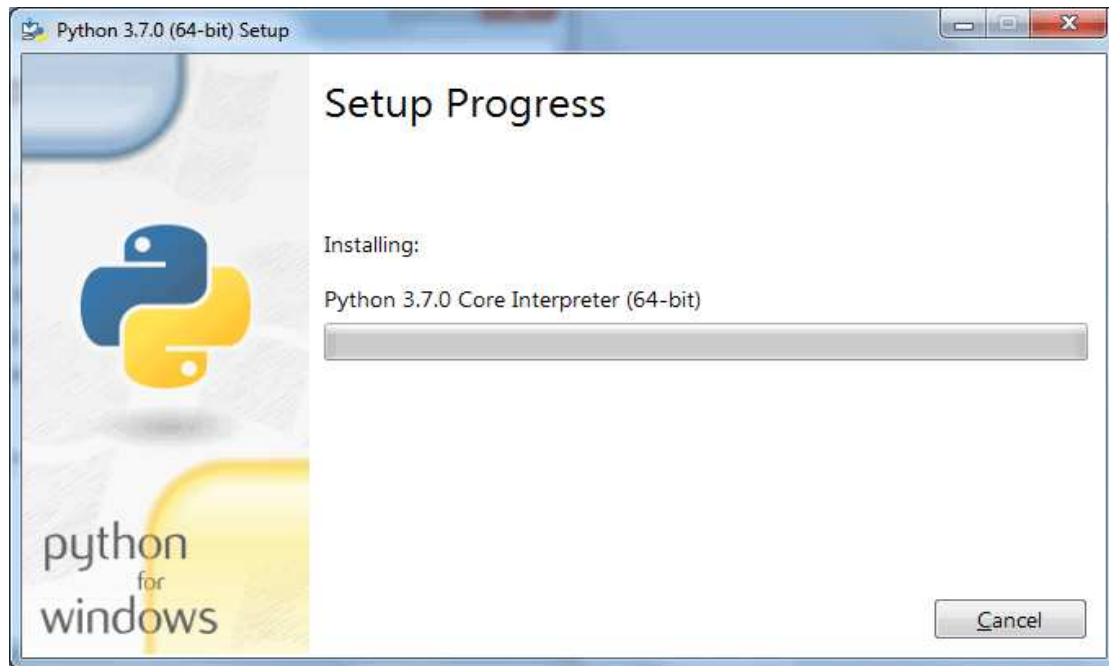 Python 3.7.0 (64-bit) Setup
Setup Progress
Installing:
Python 3.7.0 Core Interpreter (64-bit)
python
for
windows
Cancel